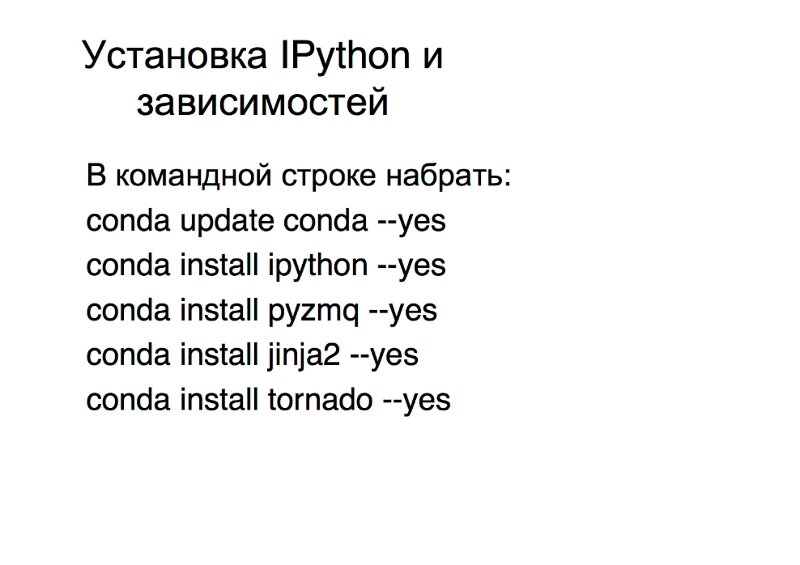 Установка IPython и
зависимостей
В командной строке набрать:
conda update conda --yes
conda install ipython --yes
conda install pyzmq --yes
conda install jinja2 --yes
conda install tornado --yes